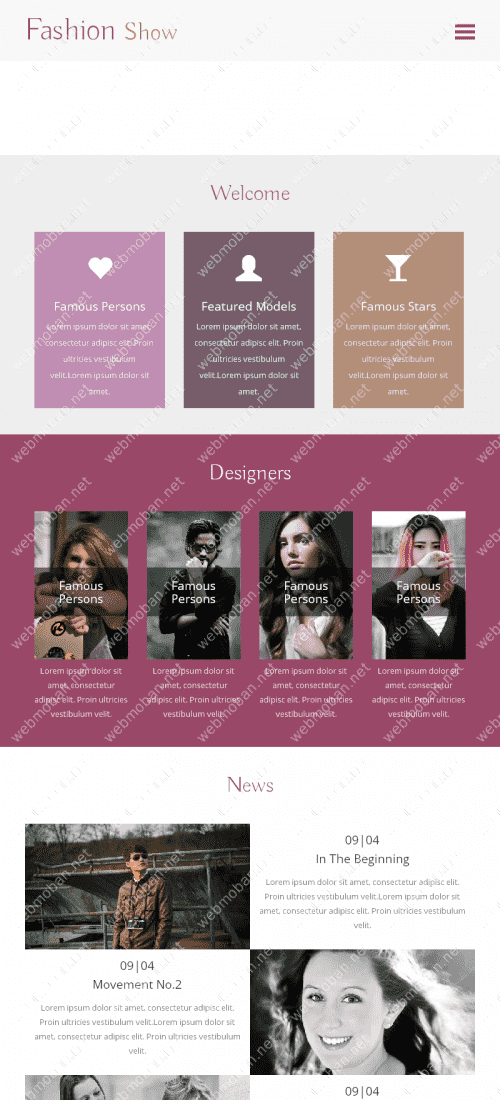 Fashion Show
Welcome
Famous Persons
Lorem ipsum dolor sit amet,
consectetur adipisc elit. Proin
ultricies vestibulum
velit.Lorem ipsum dolor sit
amet.
Featured Models
Lorem ipsum dolor sit amet,
consectetur adipisc elit. Proin
ultricies vestibulum
velit.Lorem ipsum dolor sit
amet.
Famous Stars
Lorem ipsum dolor sit amet,
consectetur adipisc elit. Proin
ultricies vestibulum
velit.Lorem ipsum dolor sit
amet.
Designers
Famous
Persons
Lorem ipsum dolor sit
amet, consectetur
adipisc elit. Proin ultricies
vestibulum velit.
Famous
Persons
Lorem ipsum dolor sit
amet, consectetur
adipisc elit. Proin ultricies
vestibulum velit.
Famous
Persons
Lorem ipsum dolor sit
amet, consectetur
adipisc elit. Proin ultricies
vestibulum velit.
Famous
Persons
Lorem ipsum dolor sit
amet, consectetur
adipisc elit. Proin ultricies
vestibulum velit.
News
09|04
In The Beginning
Lorem ipsum dolor sit amet, consectetur adipisc elit.
Proin ultricies vestibulum velit.Lorem ipsum dolor sit
amet, consectetur adipisc elit. Proin ultricies vestibulum
velit.
09|04
Movement No.2
Lorem ipsum dolor sit amet, consectetur adipisc elit.
Proin ultricies vestibulum velit.Lorem ipsum dolor sit
amet, consectetur adipisc elit. Proin ultricies vestibulum
velit.
09|04
webmoban.net